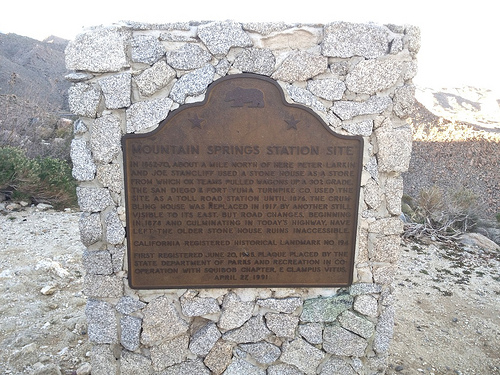 MOUNTAIN SPRINGS STATION SITE
IN 1862-70, ABOUT A MILE NORTH OF HERE PETER LARKIN
AND JOE STANCLIFF USED A STONE HOUSE AS A STORE
FROM WHICH OX TEAMS PULLED WAGONS UP A 30% GRADE.
THE SAN DIEGO & FORT YUMA TURNPIKE CO. USED THE
SITE AS A TOLL ROAD STATION UNTIL 1876. THE CRUM-
BLING HOUSE WAS REPLACED IN 1917 BY ANOTHER STILL
VISIBLE TO ITS EAST. BUT ROAD CHANGES, BEGINNING
IN 1878 AND CULMINATING IN TODAY'S HIGHWAY, HAVE
LEFT THE OLDER STONE HOUSE RUINS INACCESSIBLE.
CALIFORNIA REGISTERED HISTORICAL LANDMARK NO. 194
FIRST REGISTERED JUNE 20, 1935. PLAQUE PLACED BY THE
STATE DEPARTMENT OF PARKS AND RECREATION IN CO-
OPERATION WITH SQUIBOB CHAPTER, E CLAMPUS VITUS,
APRIL 25, 1981.